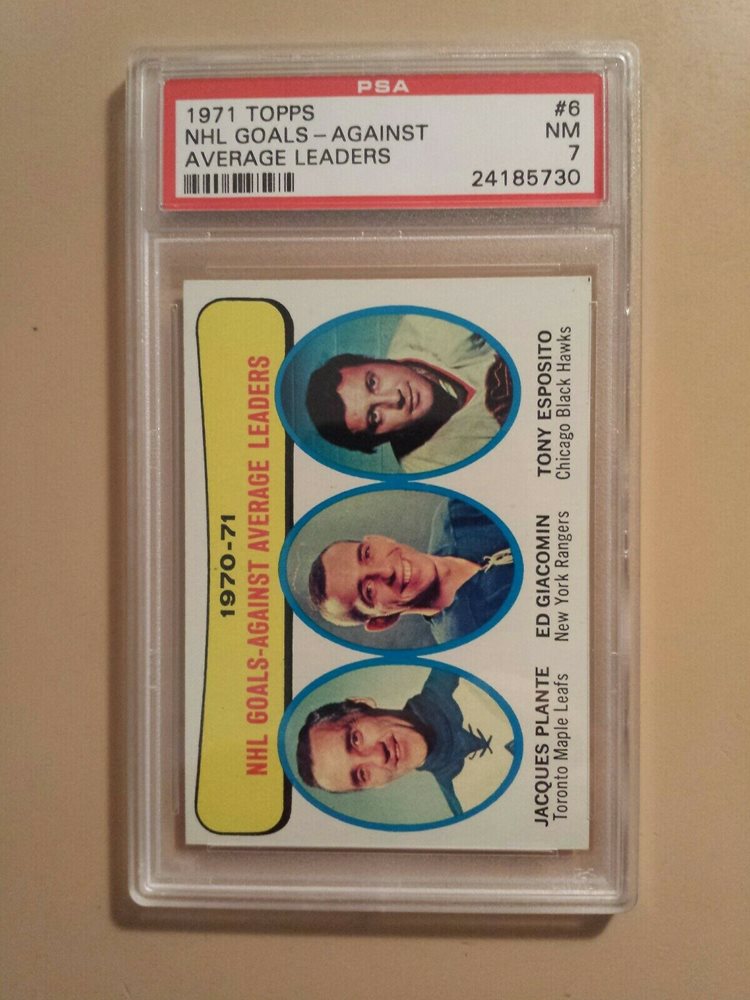 PSA
1971 TOPPS #6
NHL GOALS – AGAINST NM
AVERAGE LEADERS 7
24185730
1970-71
NHL GOALS-AGAINST AVERAGE LEADERS
JACQUES PLANTE
Toronto Maple Leafs
ED GIACOMIN
New York Rangers
TONY ESPOSITO
Chicago Black Hawks